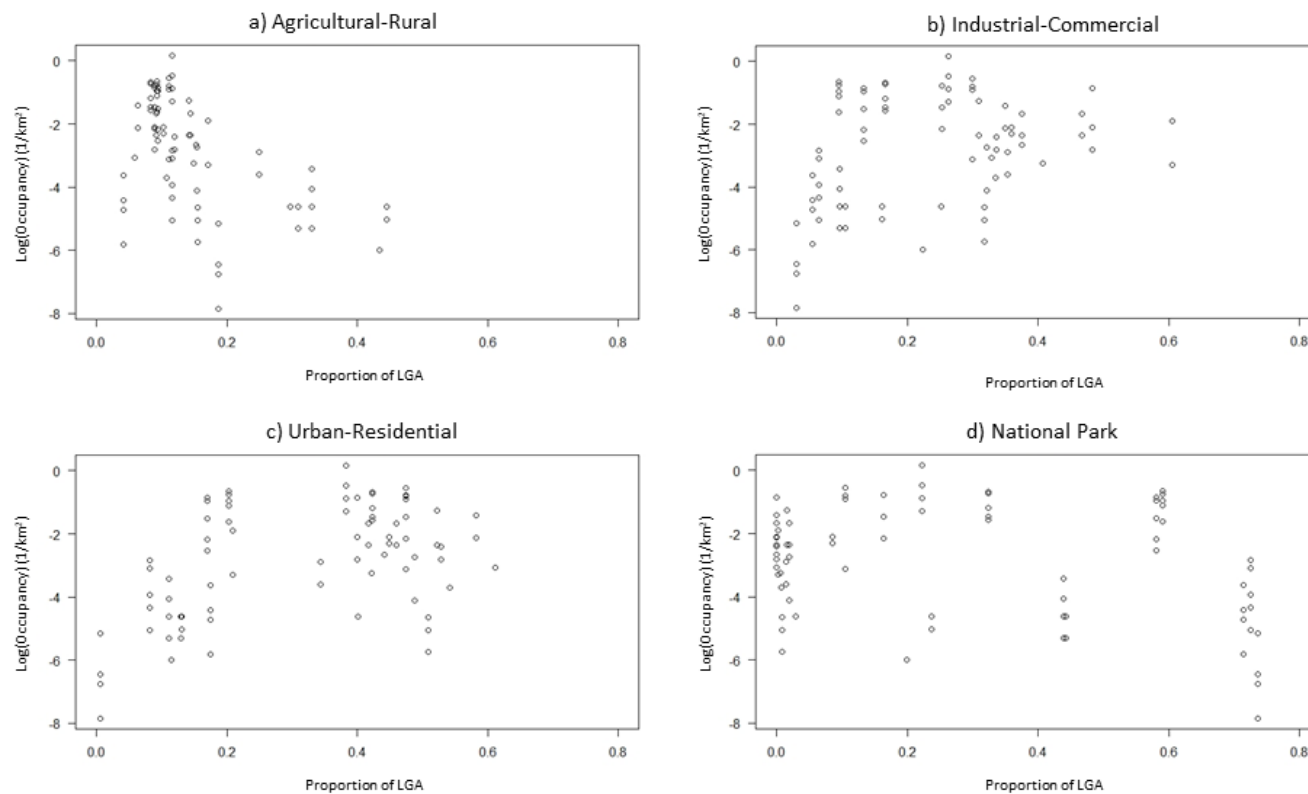 a) Agricultural-Rural
b) Industrial-Commercial
Log(Occupancy) (1/km²)
0
-2
-4
-6
-8
0.0 0.2 0.4 0.6 0.8
Proportion of LGA
Log(Occupancy) (1/km²)
0
-2
-4
-6
-8
0.0 0.2 0.4 0.6 0.8
Proportion of LGA
c) Urban-Residential
d) National Park
Log(Occupancy) (1/km²)
0
-2
-4
-6
-8
0.0 0.2 0.4 0.6 0.8
Proportion of LGA
Log(Occupancy) (1/km²)
0
-2
-4
-6
-8
0.0 0.2 0.4 0.6 0.8
Proportion of LGA